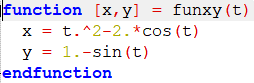 function [x,y] = funxy(t)
x = t.^2-2.*cos(t)
y = 1.-sin(t)
endfunction